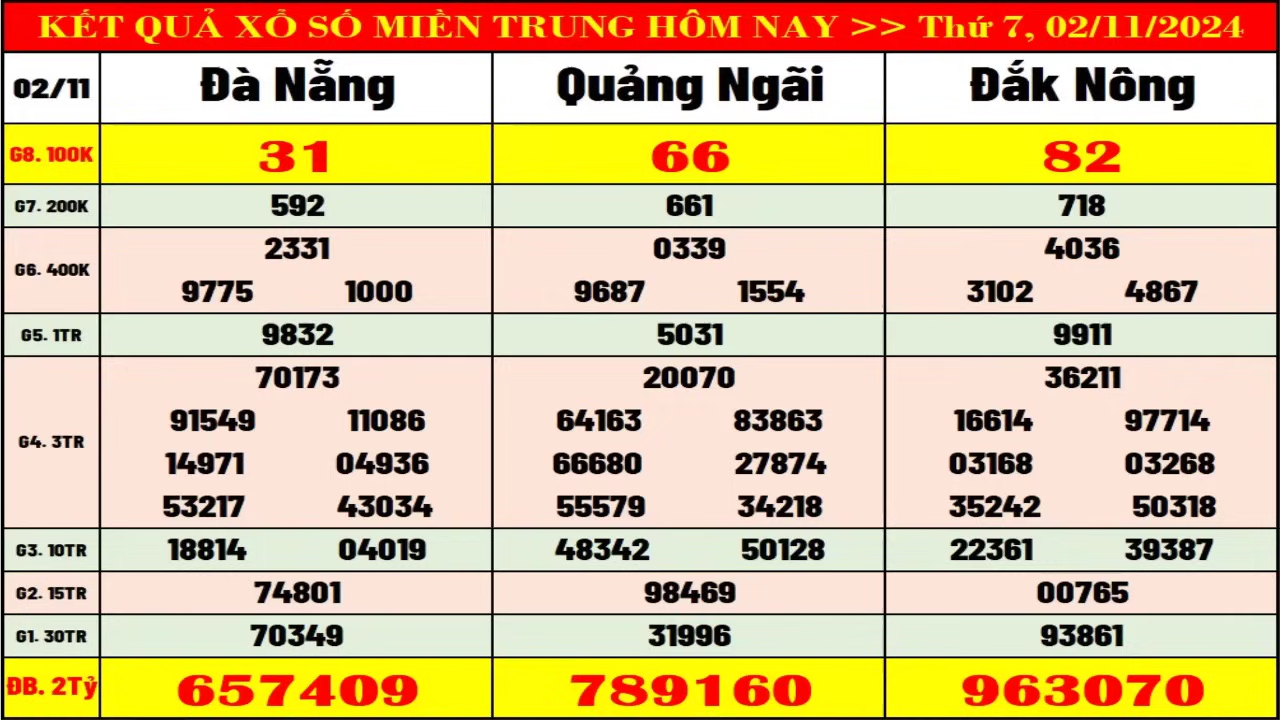 KẾT QUẢ XỔ SỐ MIỀN TRUNG HÔM NAY >> Thứ 7, 02/11/2024
02/11 Đà Nẵng Quảng Ngãi Đắk Nông
G8. 100K 31 66 82
G7. 200K 592 661 718
2331 0339 4036
G6. 400K
9775 1000 9687 1554 3102 4867
G5. 1TR 9832 5031 9911
70173 20070 36211
91549 11086 64163 83863 16614 97714
G4. 3TR
14971 04936 66680 27874 03168 03268
53217 43034 55579 34218 35242 50318
G3. 10TR 18814 04019 48342 50128 22361 39387
G2. 15TR 74801 98469 00765
G1. 30TR 70349 31996 93861
ĐB. 2Tỷ 657409 789160 963070